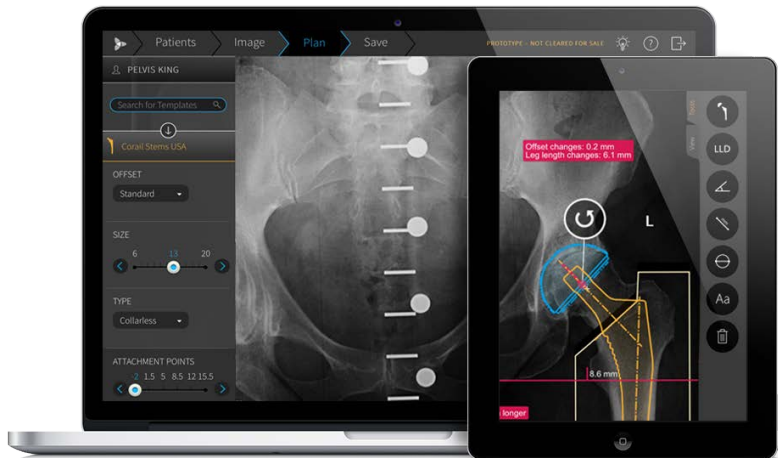 Patients
Image
Plan
Save
PROTOTYPE - NOT CLEARED FOR SALE
?
PELVIS KING
Search for Templates
Corail Stems USA
OFFSET
Standard
SIZE
6 13 20
TYPE
Collarless
ATTACHMENT POINTS
-2 1.5 5 8.5 12 15.5
Offset changes: 0.2 mm
Leg length changes: 6.1 mm
L
8.6 mm
longer
Tools
View
LLD
Aa